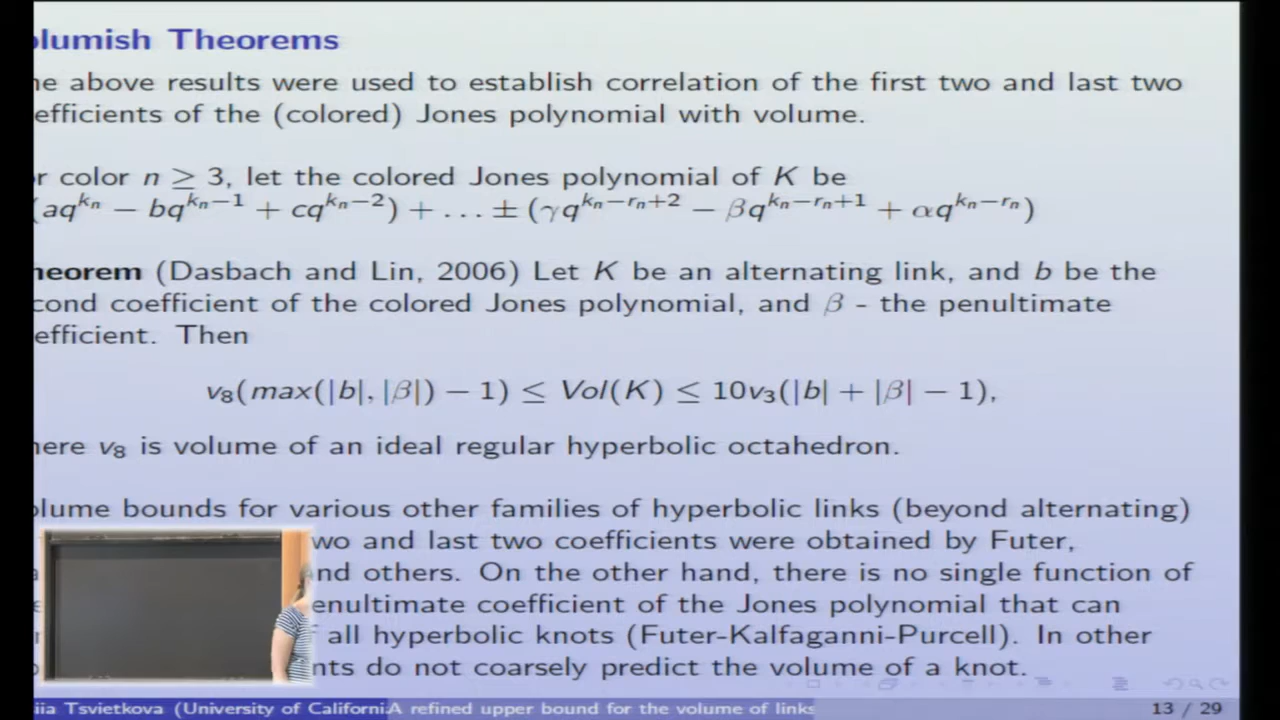 olumish Theorems
e above results were used to establish correlation of the first two and last two
efficients of the (colored) Jones polynomial with volume.
r color n ≥ 3, let the colored Jones polynomial of K be
(aq^{k_n} − bq^{k_n−1} + cq^{k_n−2}) + … ± (γq^{k_n−r_n+2} − βq^{k_n−r_n+1} + αq^{k_n−r_n})
heorem (Dasbach and Lin, 2006) Let K be an alternating link, and b be the
cond coefficient of the colored Jones polynomial, and β - the penultimate
efficient. Then
v₈(max(|b|, |β|) − 1) ≤ Vol(K) ≤ 10v₃(|b| + |β| − 1),
here v₈ is volume of an ideal regular hyperbolic octahedron.
olume bounds for various other families of hyperbolic links (beyond alternating)
wo and last two coefficients were obtained by Futer,
nd others. On the other hand, there is no single function of
enultimate coefficient of the Jones polynomial that can
all hyperbolic knots (Futer-Kalfaganni-Purcell). In other
nts do not coarsely predict the volume of a knot.
iia Tsvietkova (University of Californi A refined upper bound for the volume of links 13 / 29